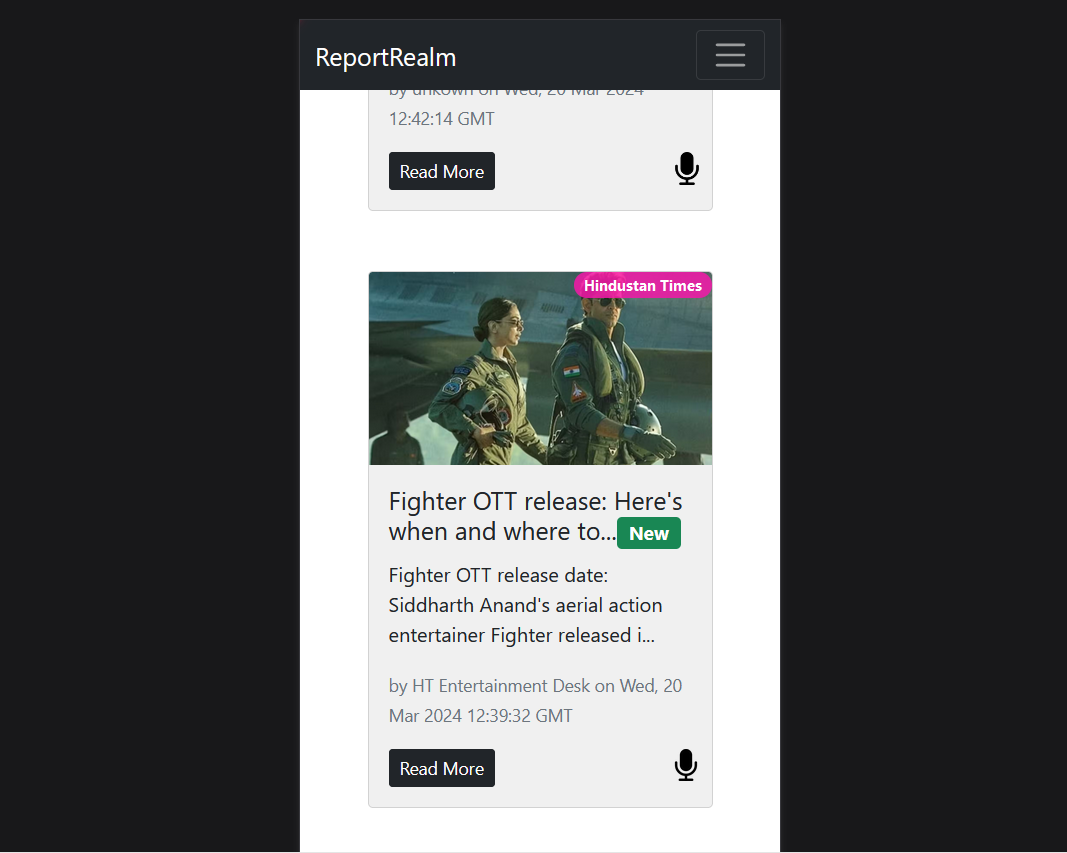 ReportRealm
by unkown on Wed, 20 Mar 2024
12:42:14 GMT
Read More
Hindustan Times
Fighter OTT release: Here's
when and where to...New
Fighter OTT release date:
Siddharth Anand's aerial action
entertainer Fighter released i...
by HT Entertainment Desk on Wed, 20
Mar 2024 12:39:32 GMT
Read More